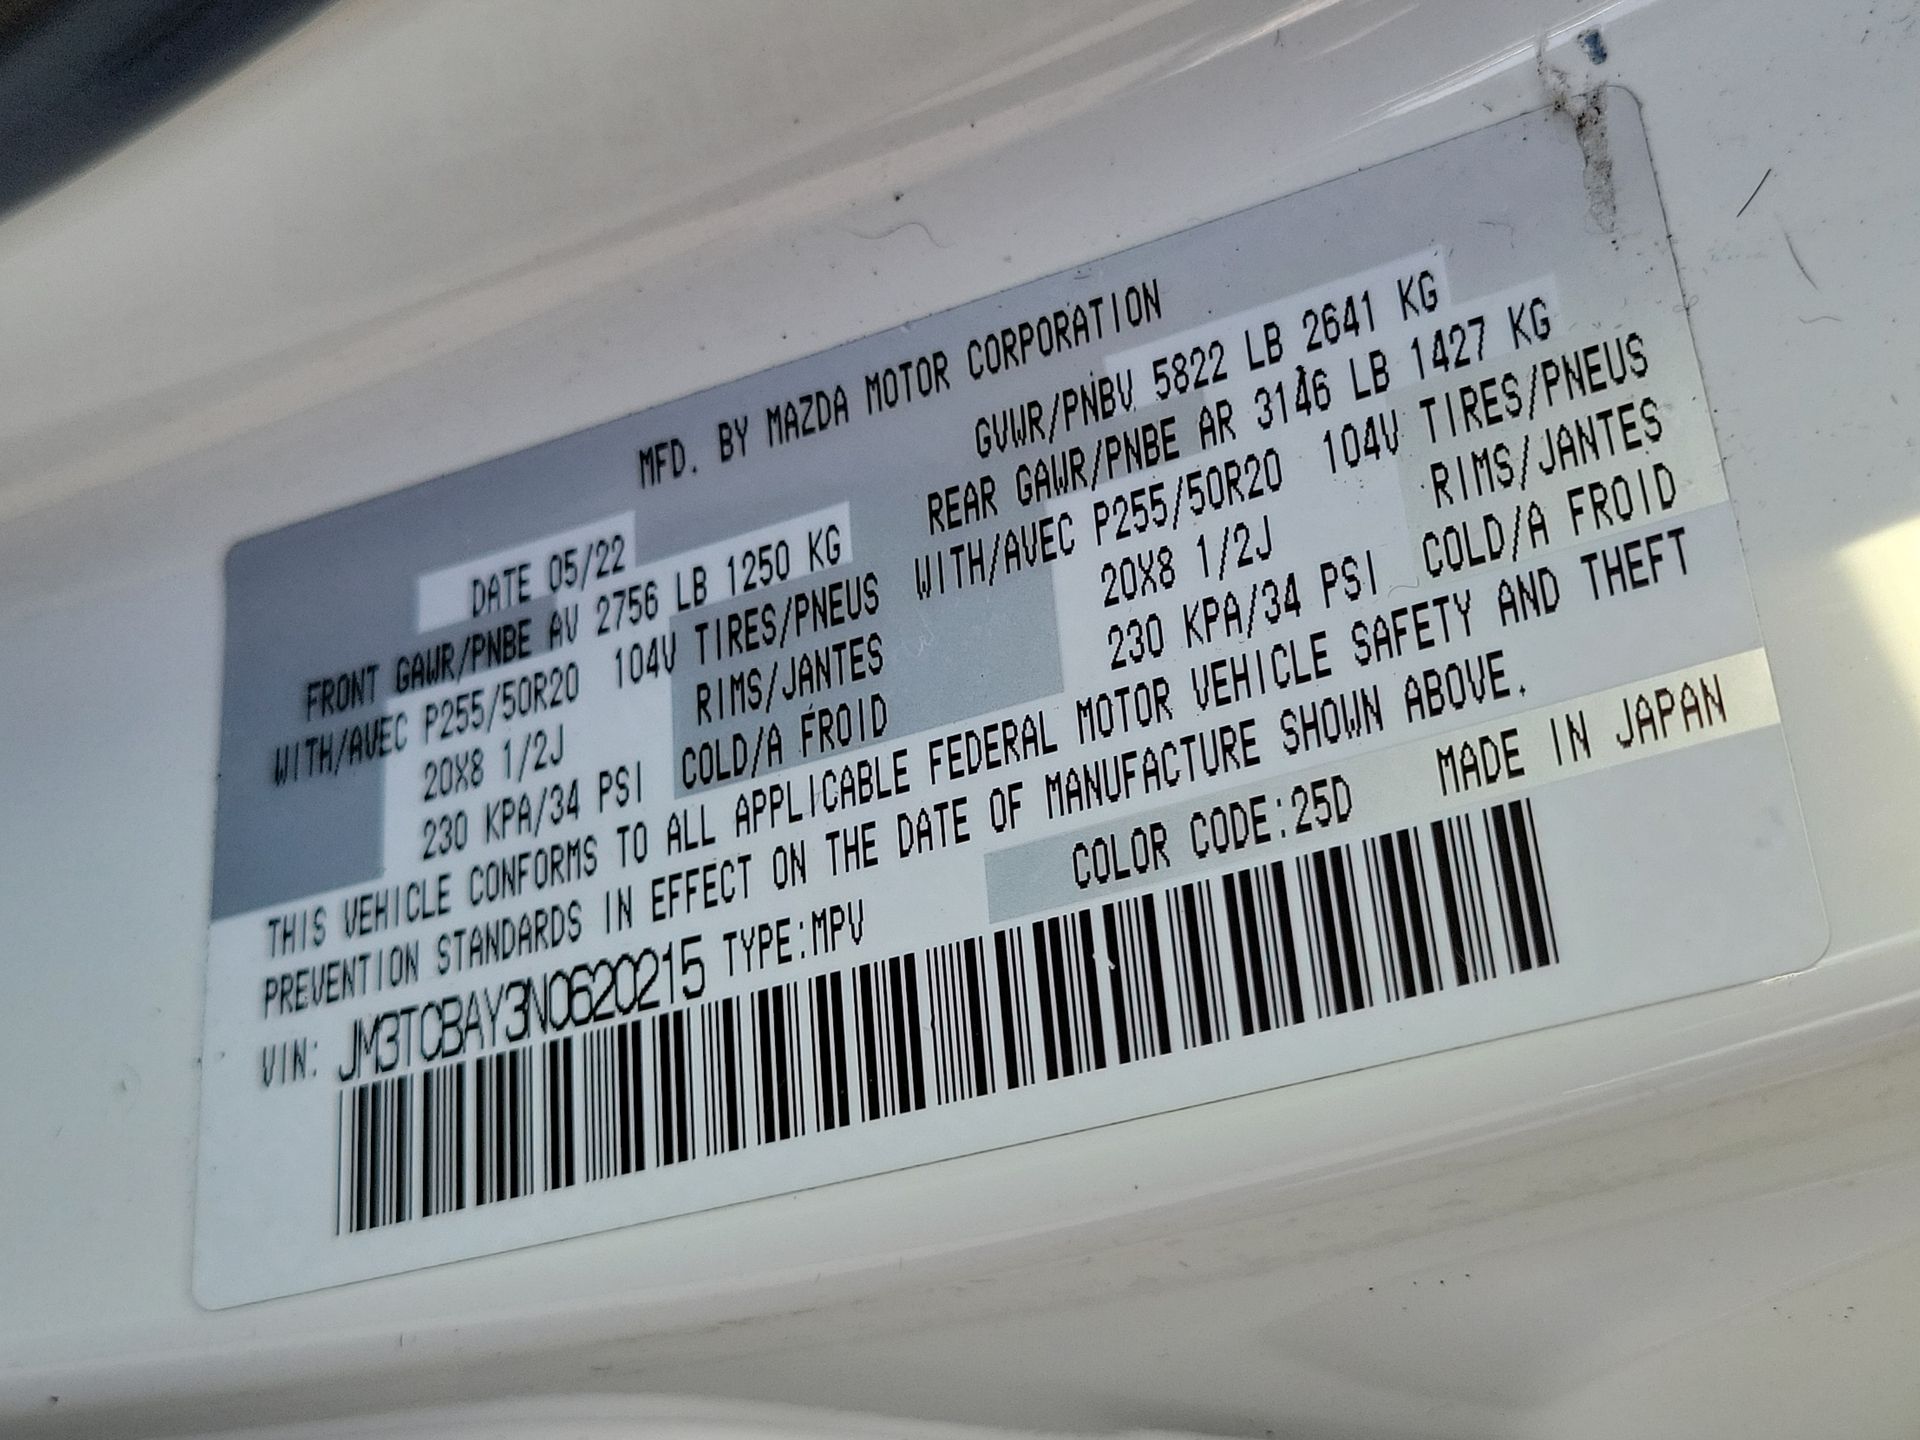 MFD. BY MAZDA MOTOR CORPORATION
DATE 05/22 GVWR/PNBV 5822 LB 2641 KG
FRONT GAWR/PNBE AV 2756 LB 1250 KG REAR GAWR/PNBE AR 3146 LB 1427 KG
WITH/AVEC P255/50R20 104V TIRES/PNEUS WITH/AVEC P255/50R20 104V TIRES/PNEUS
20X8 1/2J RIMS/JANTES 20X8 1/2J RIMS/JANTES
230 KPA/34 PSI COLD/A FROID 230 KPA/34 PSI COLD/A FROID
THIS VEHICLE CONFORMS TO ALL APPLICABLE FEDERAL MOTOR VEHICLE SAFETY AND THEFT
PREVENTION STANDARDS IN EFFECT ON THE DATE OF MANUFACTURE SHOWN ABOVE.
VIN: JM3TCBAY3N0620215 TYPE:MPV COLOR CODE:25D MADE IN JAPAN